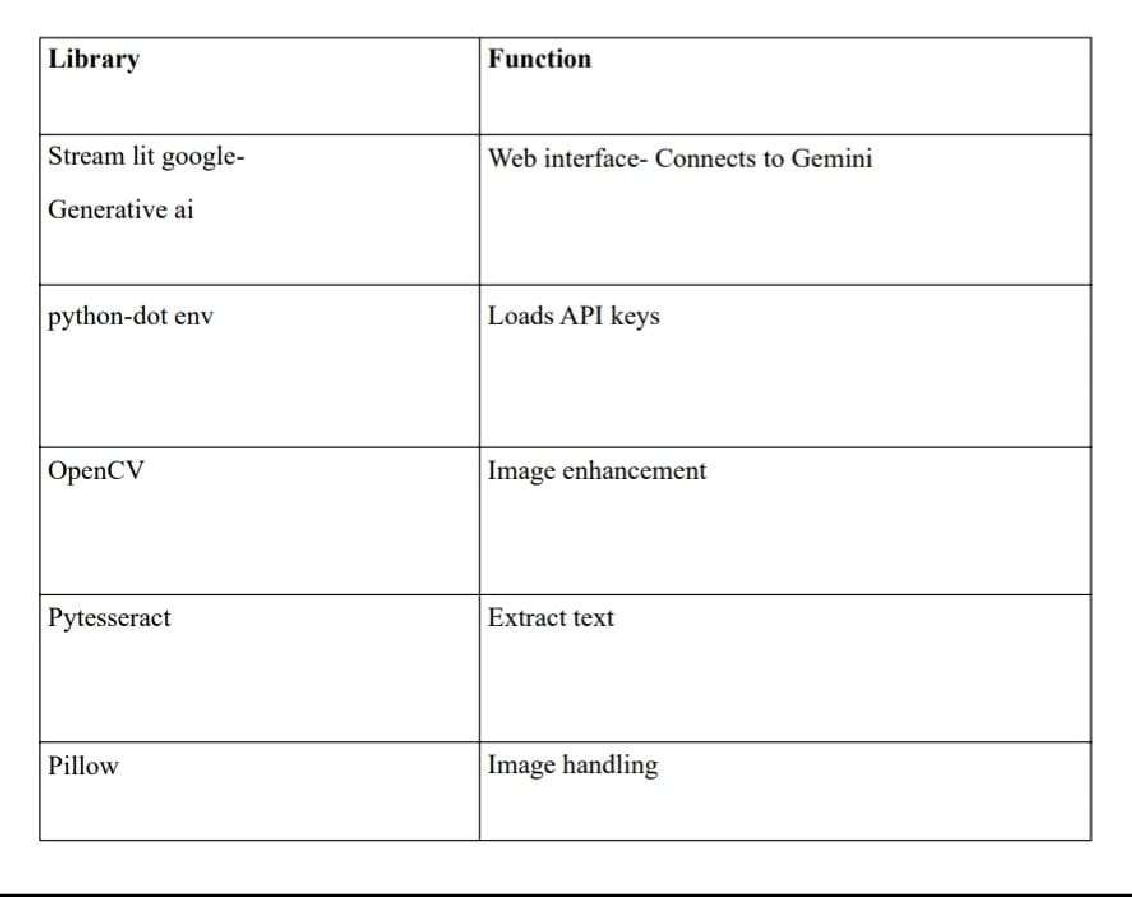 Library
Function
Stream lit google-
Generative ai
Web interface- Connects to Gemini
python-dot env
Loads API keys
OpenCV
Image enhancement
Pytesseract
Extract text
Pillow
Image handling